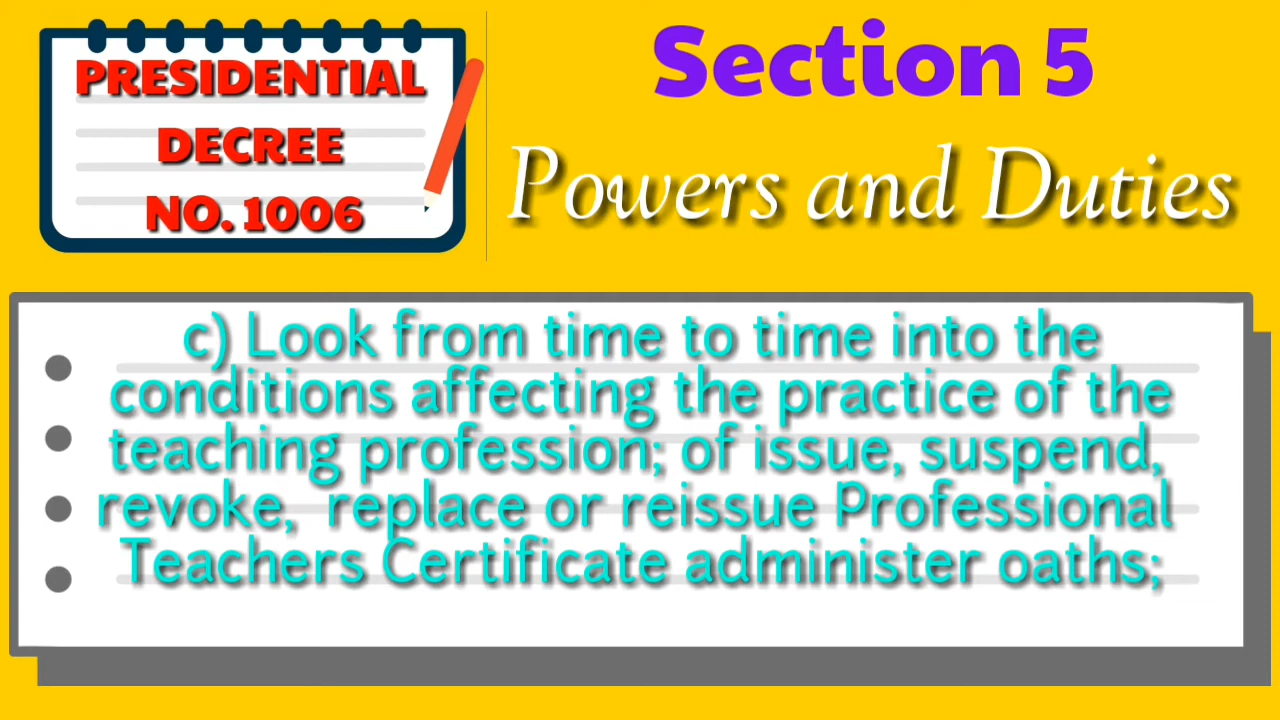 PRESIDENTIAL
DECREE
NO. 1006
Section 5
Powers and Duties
c) Look from time to time into the
conditions affecting the practice of the
teaching profession; of issue, suspend,
revoke, replace or reissue Professional
Teachers Certificate administer oaths;